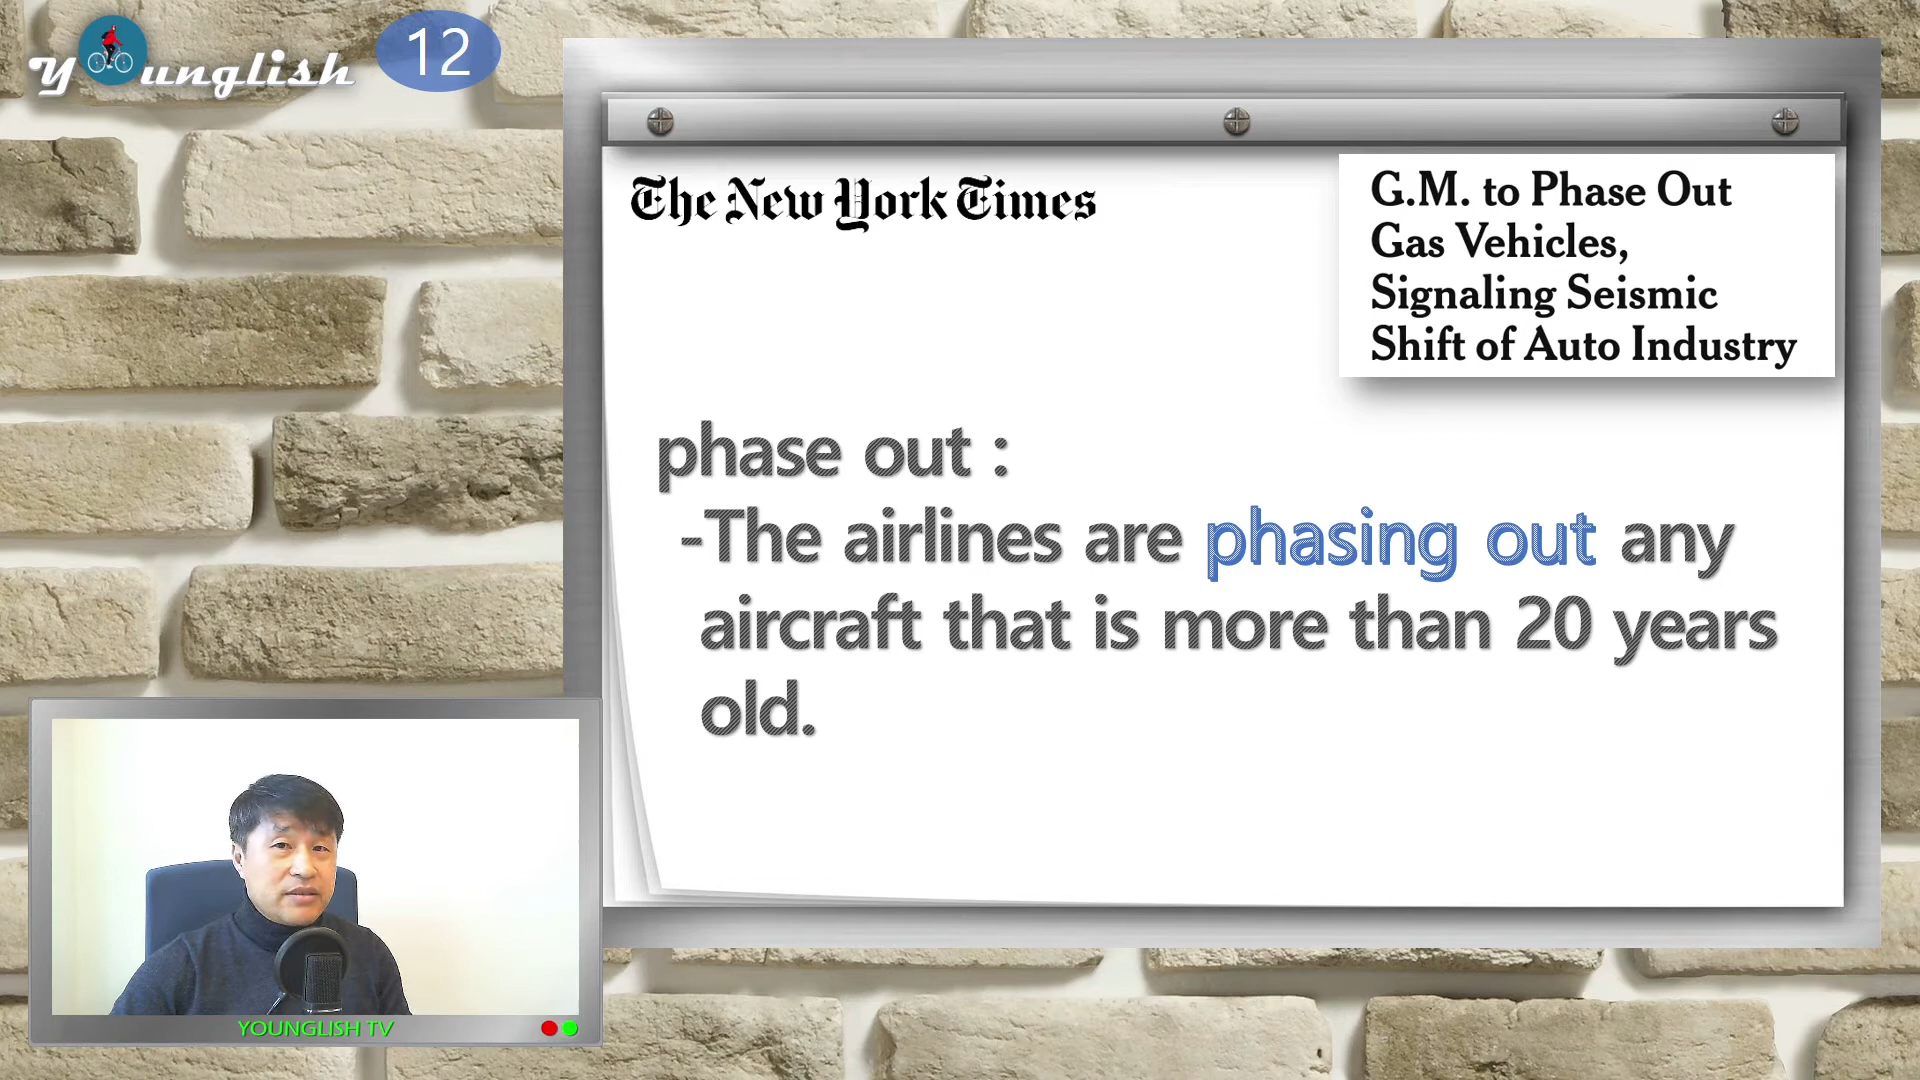 Younglish
12
The New York Times
G.M. to Phase Out
Gas Vehicles,
Signaling Seismic
Shift of Auto Industry
phase out :
-The airlines are phasing out any
aircraft that is more than 20 years
old.
YOUNGLISH TV